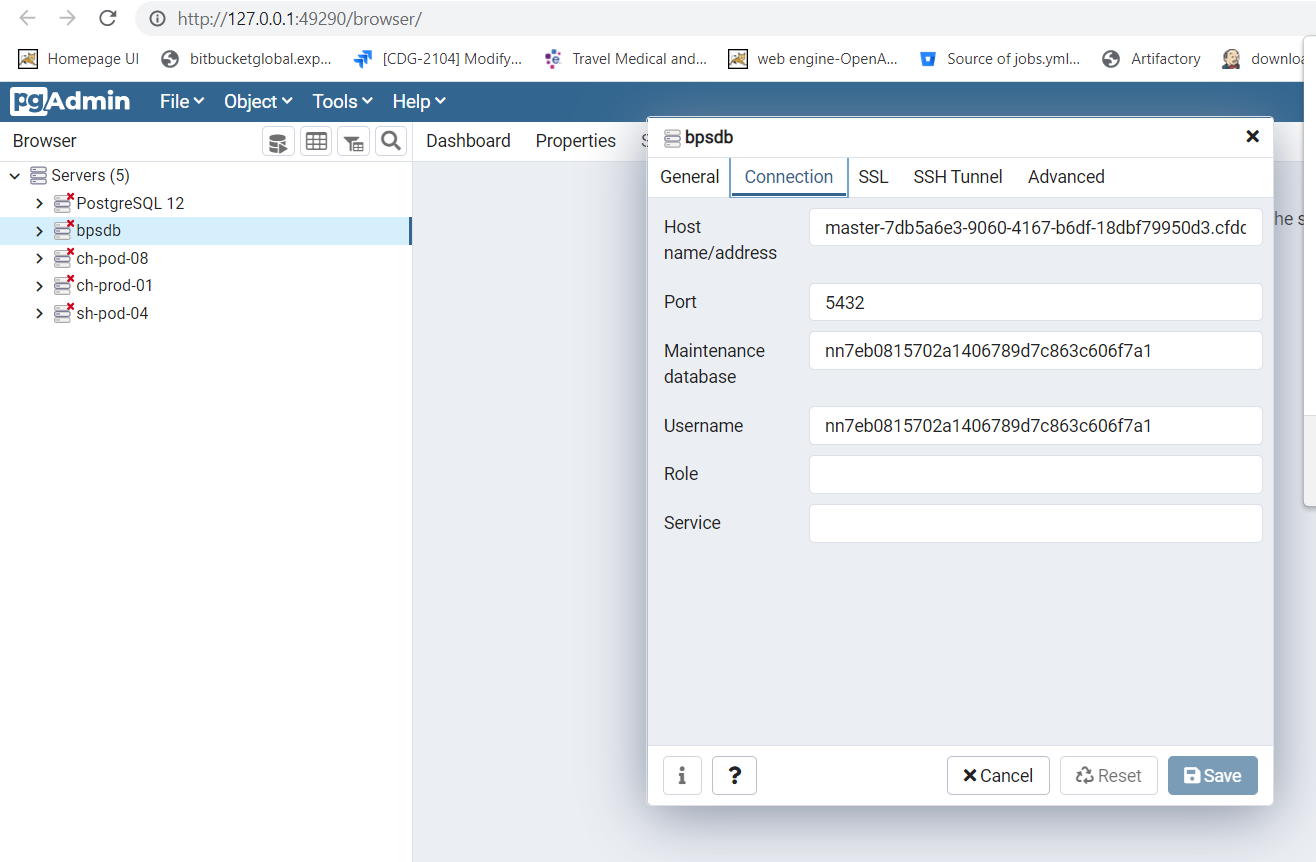 http://127.0.0.1:49290/browser/
Homepage UI bitbucketglobal.exp... [CDG-2104] Modify... Travel Medical and... web engine-OpenA... Source of jobs.yml... Artifactory downloa
pgAdmin File Object Tools Help
Browser Dashboard Properties S
bpsdb
General Connection SSL SSH Tunnel Advanced
Servers (5)
PostgreSQL 12
bpsdb
ch-pod-08
ch-prod-01
sh-pod-04
he s
Host name/address master-7db5a6e3-9060-4167-b6df-18dbf79950d3.cfdc
Port 5432
Maintenance database nn7eb0815702a1406789d7c863c606f7a1
Username nn7eb0815702a1406789d7c863c606f7a1
Role
Service
i ? Cancel Reset Save